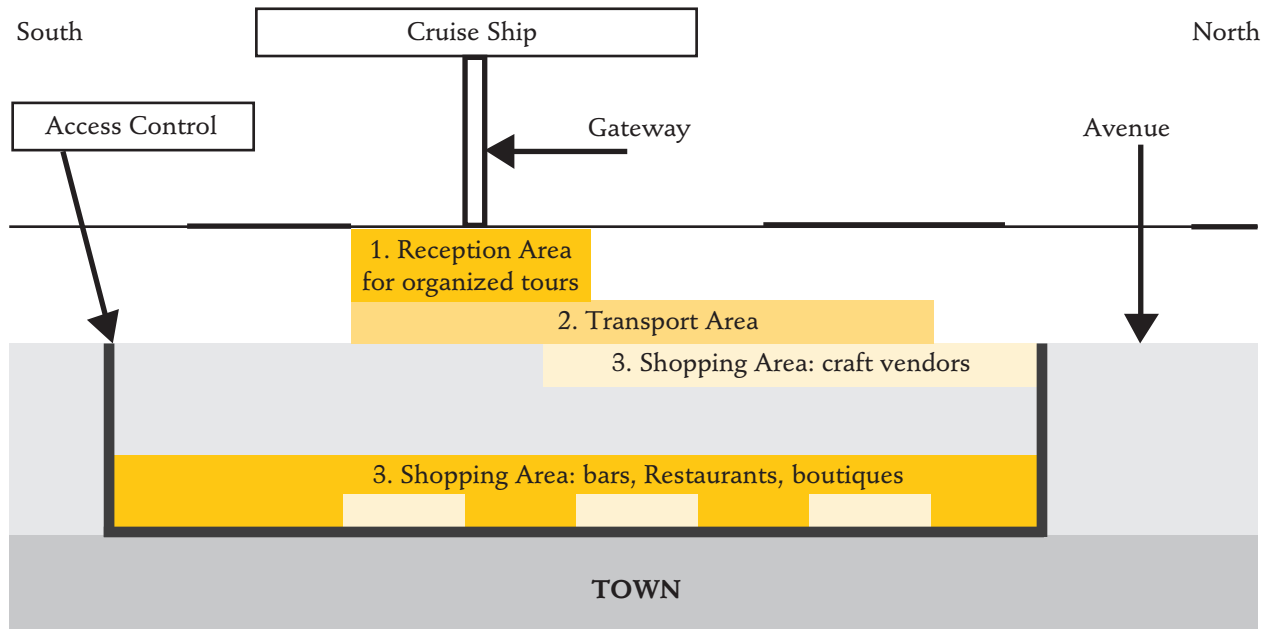 South
Cruise Ship
North
Access Control
Gateway
Avenue
1. Reception Area
for organized tours
2. Transport Area
3. Shopping Area: craft vendors
3. Shopping Area: bars, Restaurants, boutiques
TOWN